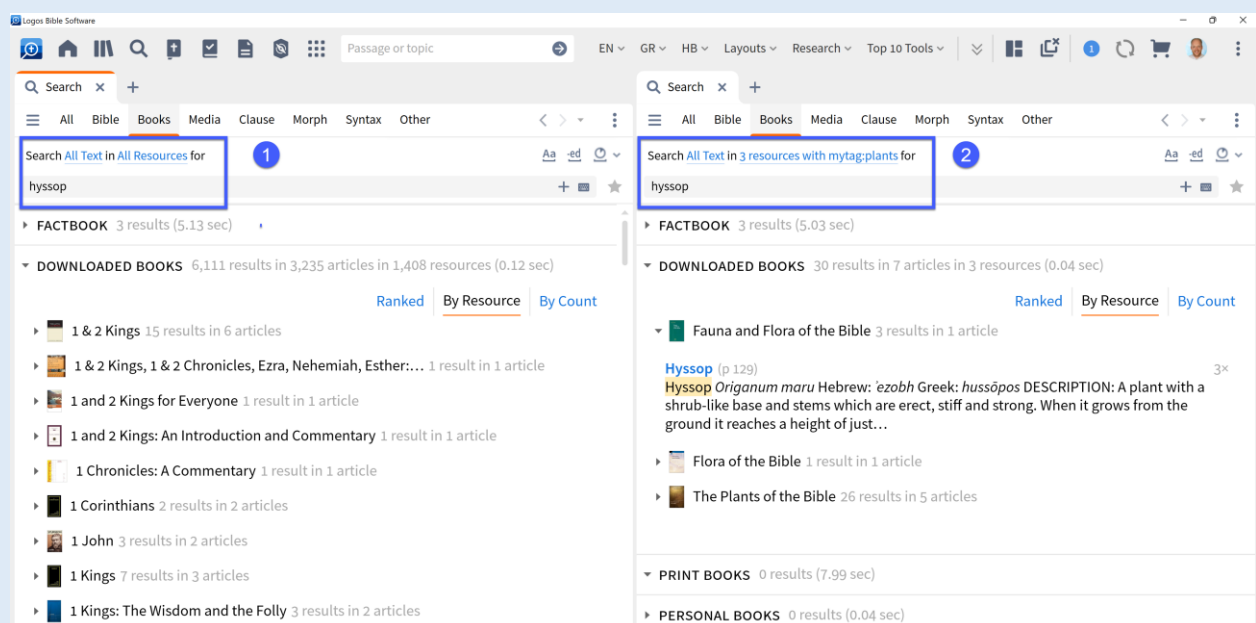 Logos Bible Software
Passage or topic
EN GR HB Layouts Research Top 10 Tools 1
Search
All Bible Books Media Clause Morph Syntax Other
Search All Text in All Resources for
1
Aa -ed
hyssop
FACTBOOK 3 results (5.13 sec)
DOWNLOADED BOOKS 6,111 results in 3,235 articles in 1,408 resources (0.12 sec)
Ranked By Resource By Count
1 & 2 Kings 15 results in 6 articles
1 & 2 Kings, 1 & 2 Chronicles, Ezra, Nehemiah, Esther:… 1 result in 1 article
1 and 2 Kings for Everyone 1 result in 1 article
1 and 2 Kings: An Introduction and Commentary 1 result in 1 article
1 Chronicles: A Commentary 1 result in 1 article
1 Corinthians 2 results in 2 articles
1 John 3 results in 2 articles
1 Kings 7 results in 3 articles
1 Kings: The Wisdom and the Folly 3 results in 2 articles
Search
All Bible Books Media Clause Morph Syntax Other
Search All Text in 3 resources with mytag:plants for
2
Aa -ed
hyssop
FACTBOOK 3 results (5.03 sec)
DOWNLOADED BOOKS 30 results in 7 articles in 3 resources (0.04 sec)
Ranked By Resource By Count
Fauna and Flora of the Bible 3 results in 1 article
Hyssop (p 129) 3×
Hyssop Origanum maru Hebrew: ʾezobh Greek: hussōpos DESCRIPTION: A plant with a
shrub-like base and stems which are erect, stiff and strong. When it grows from the
ground it reaches a height of just…
Flora of the Bible 1 result in 1 article
The Plants of the Bible 26 results in 5 articles
PRINT BOOKS 0 results (7.99 sec)
PERSONAL BOOKS 0 results (0.04 sec)